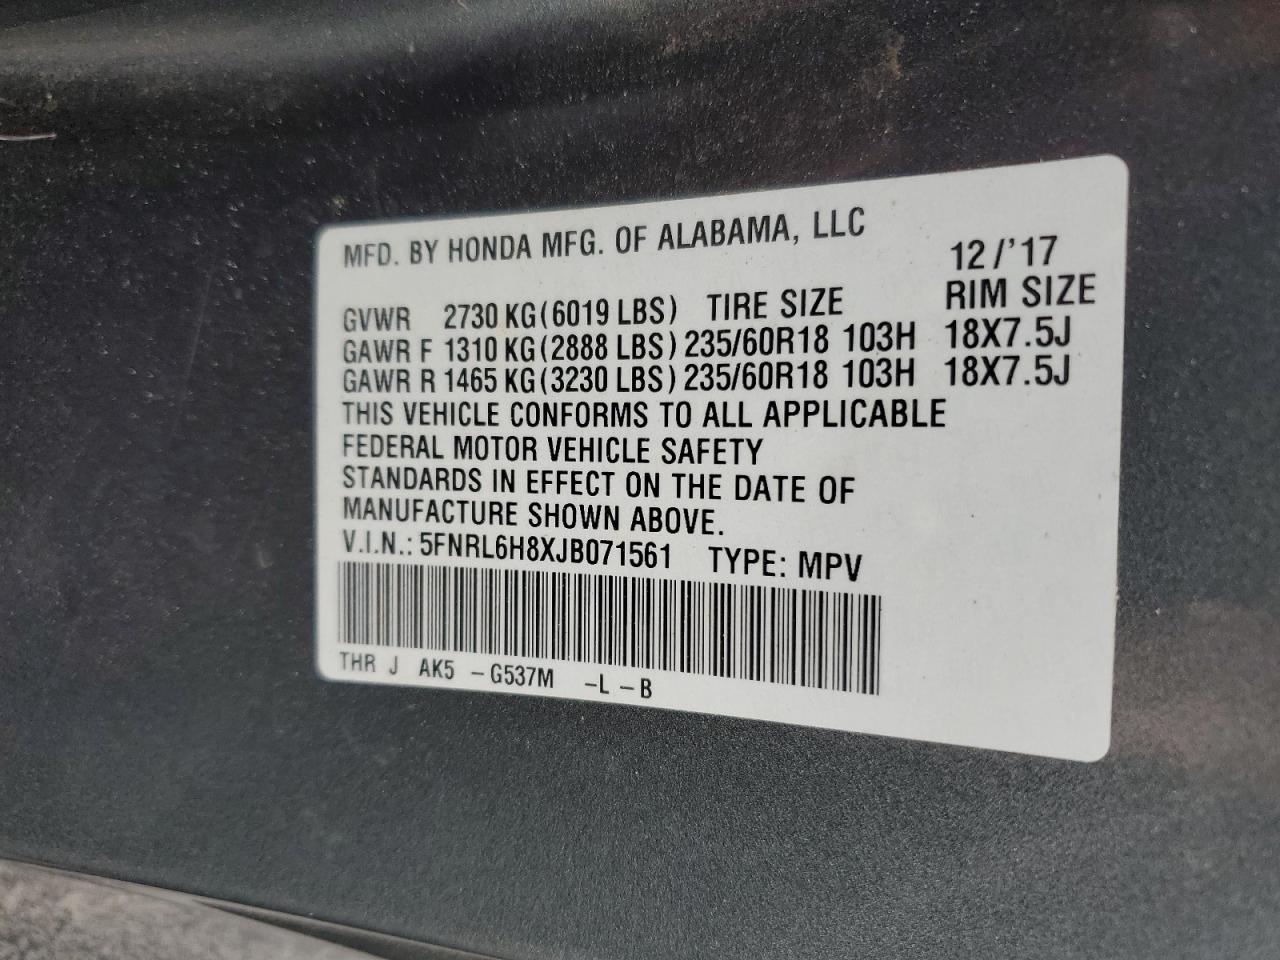 MFD. BY HONDA MFG. OF ALABAMA, LLC
12/'17
GVWR 2730 KG(6019 LBS) TIRE SIZE RIM SIZE
GAWR F 1310 KG(2888 LBS) 235/60R18 103H 18X7.5J
GAWR R 1465 KG(3230 LBS) 235/60R18 103H 18X7.5J
THIS VEHICLE CONFORMS TO ALL APPLICABLE
FEDERAL MOTOR VEHICLE SAFETY
STANDARDS IN EFFECT ON THE DATE OF
MANUFACTURE SHOWN ABOVE.
V.I.N.: 5FNRL6H8XJB071561 TYPE: MPV
THR J AK5 -G537M -L -B